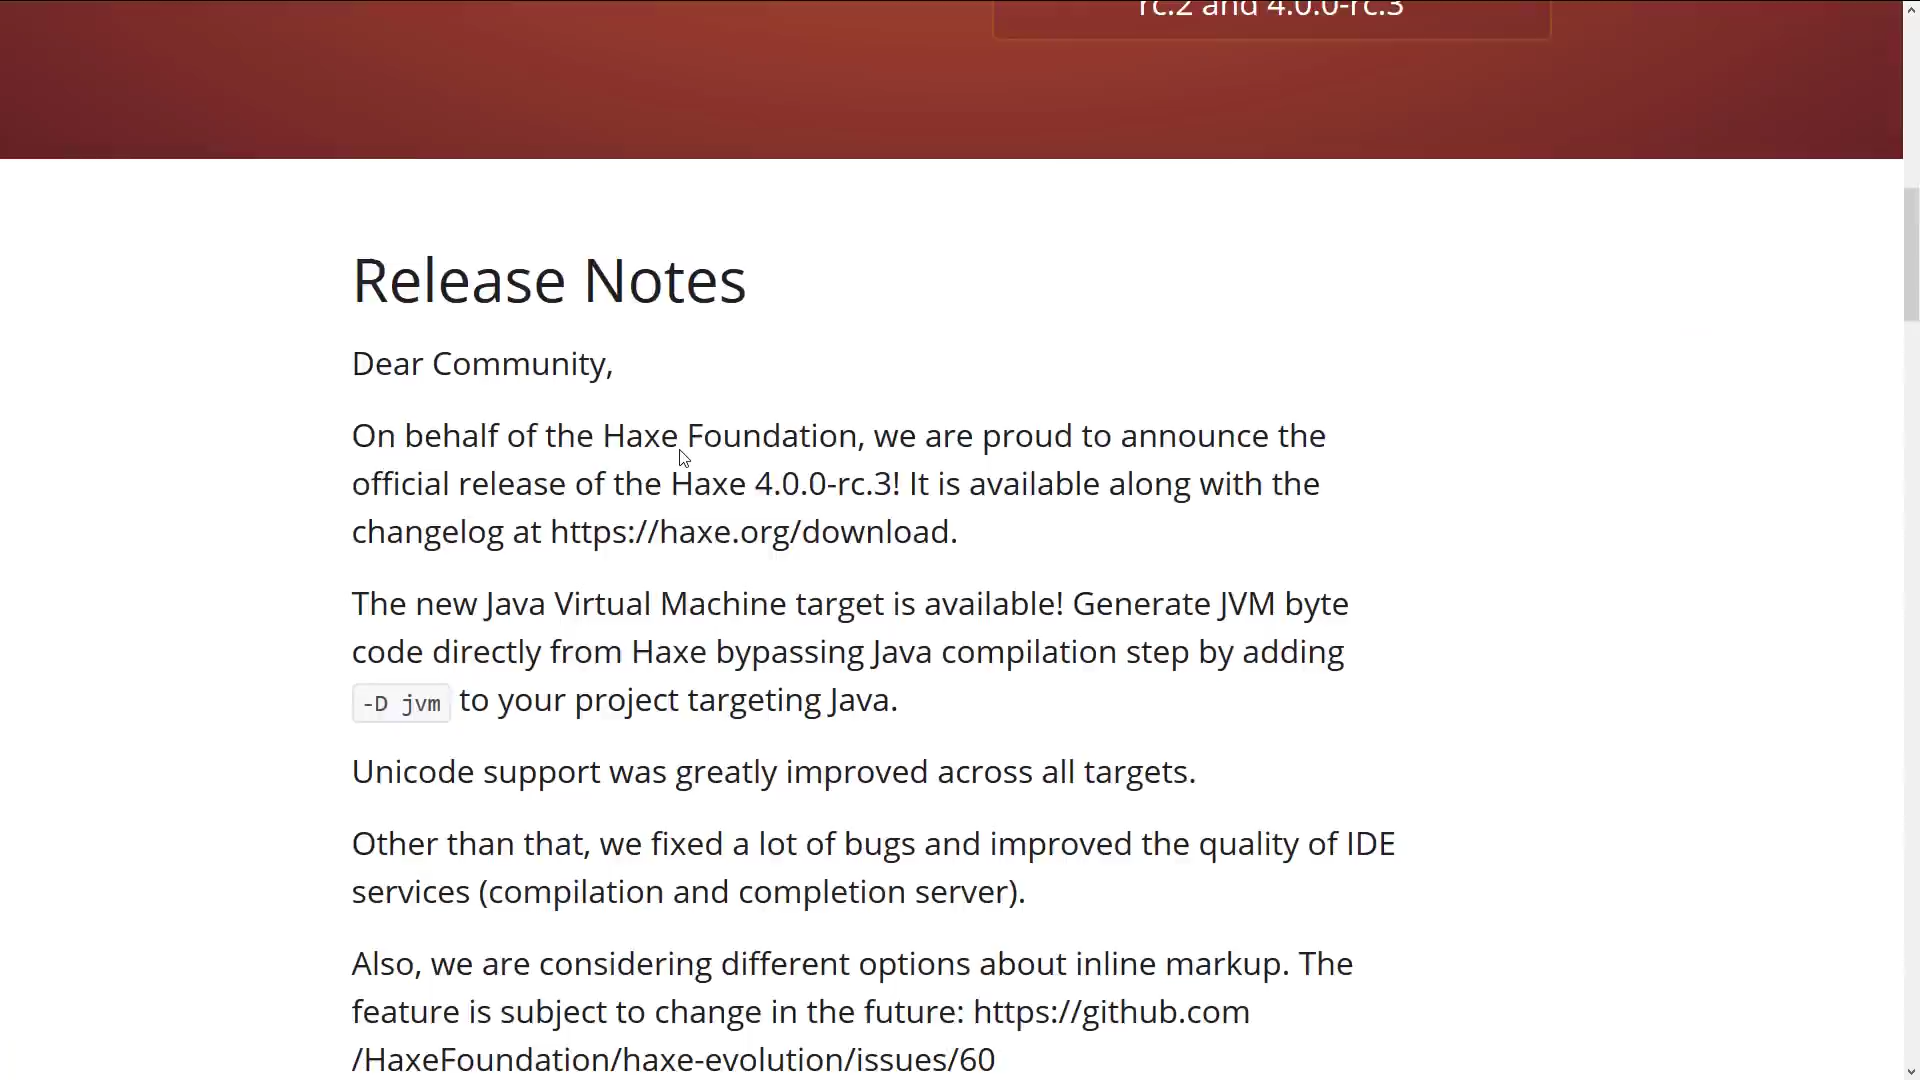 rc.2 and 4.0.0-rc.3
Release Notes
Dear Community,
On behalf of the Haxe Foundation, we are proud to announce the
official release of the Haxe 4.0.0-rc.3! It is available along with the
changelog at https://haxe.org/download.
The new Java Virtual Machine target is available! Generate JVM byte
code directly from Haxe bypassing Java compilation step by adding
-D jvm to your project targeting Java.
Unicode support was greatly improved across all targets.
Other than that, we fixed a lot of bugs and improved the quality of IDE
services (compilation and completion server).
Also, we are considering different options about inline markup. The
feature is subject to change in the future: https://github.com
/HaxeFoundation/haxe-evolution/issues/60